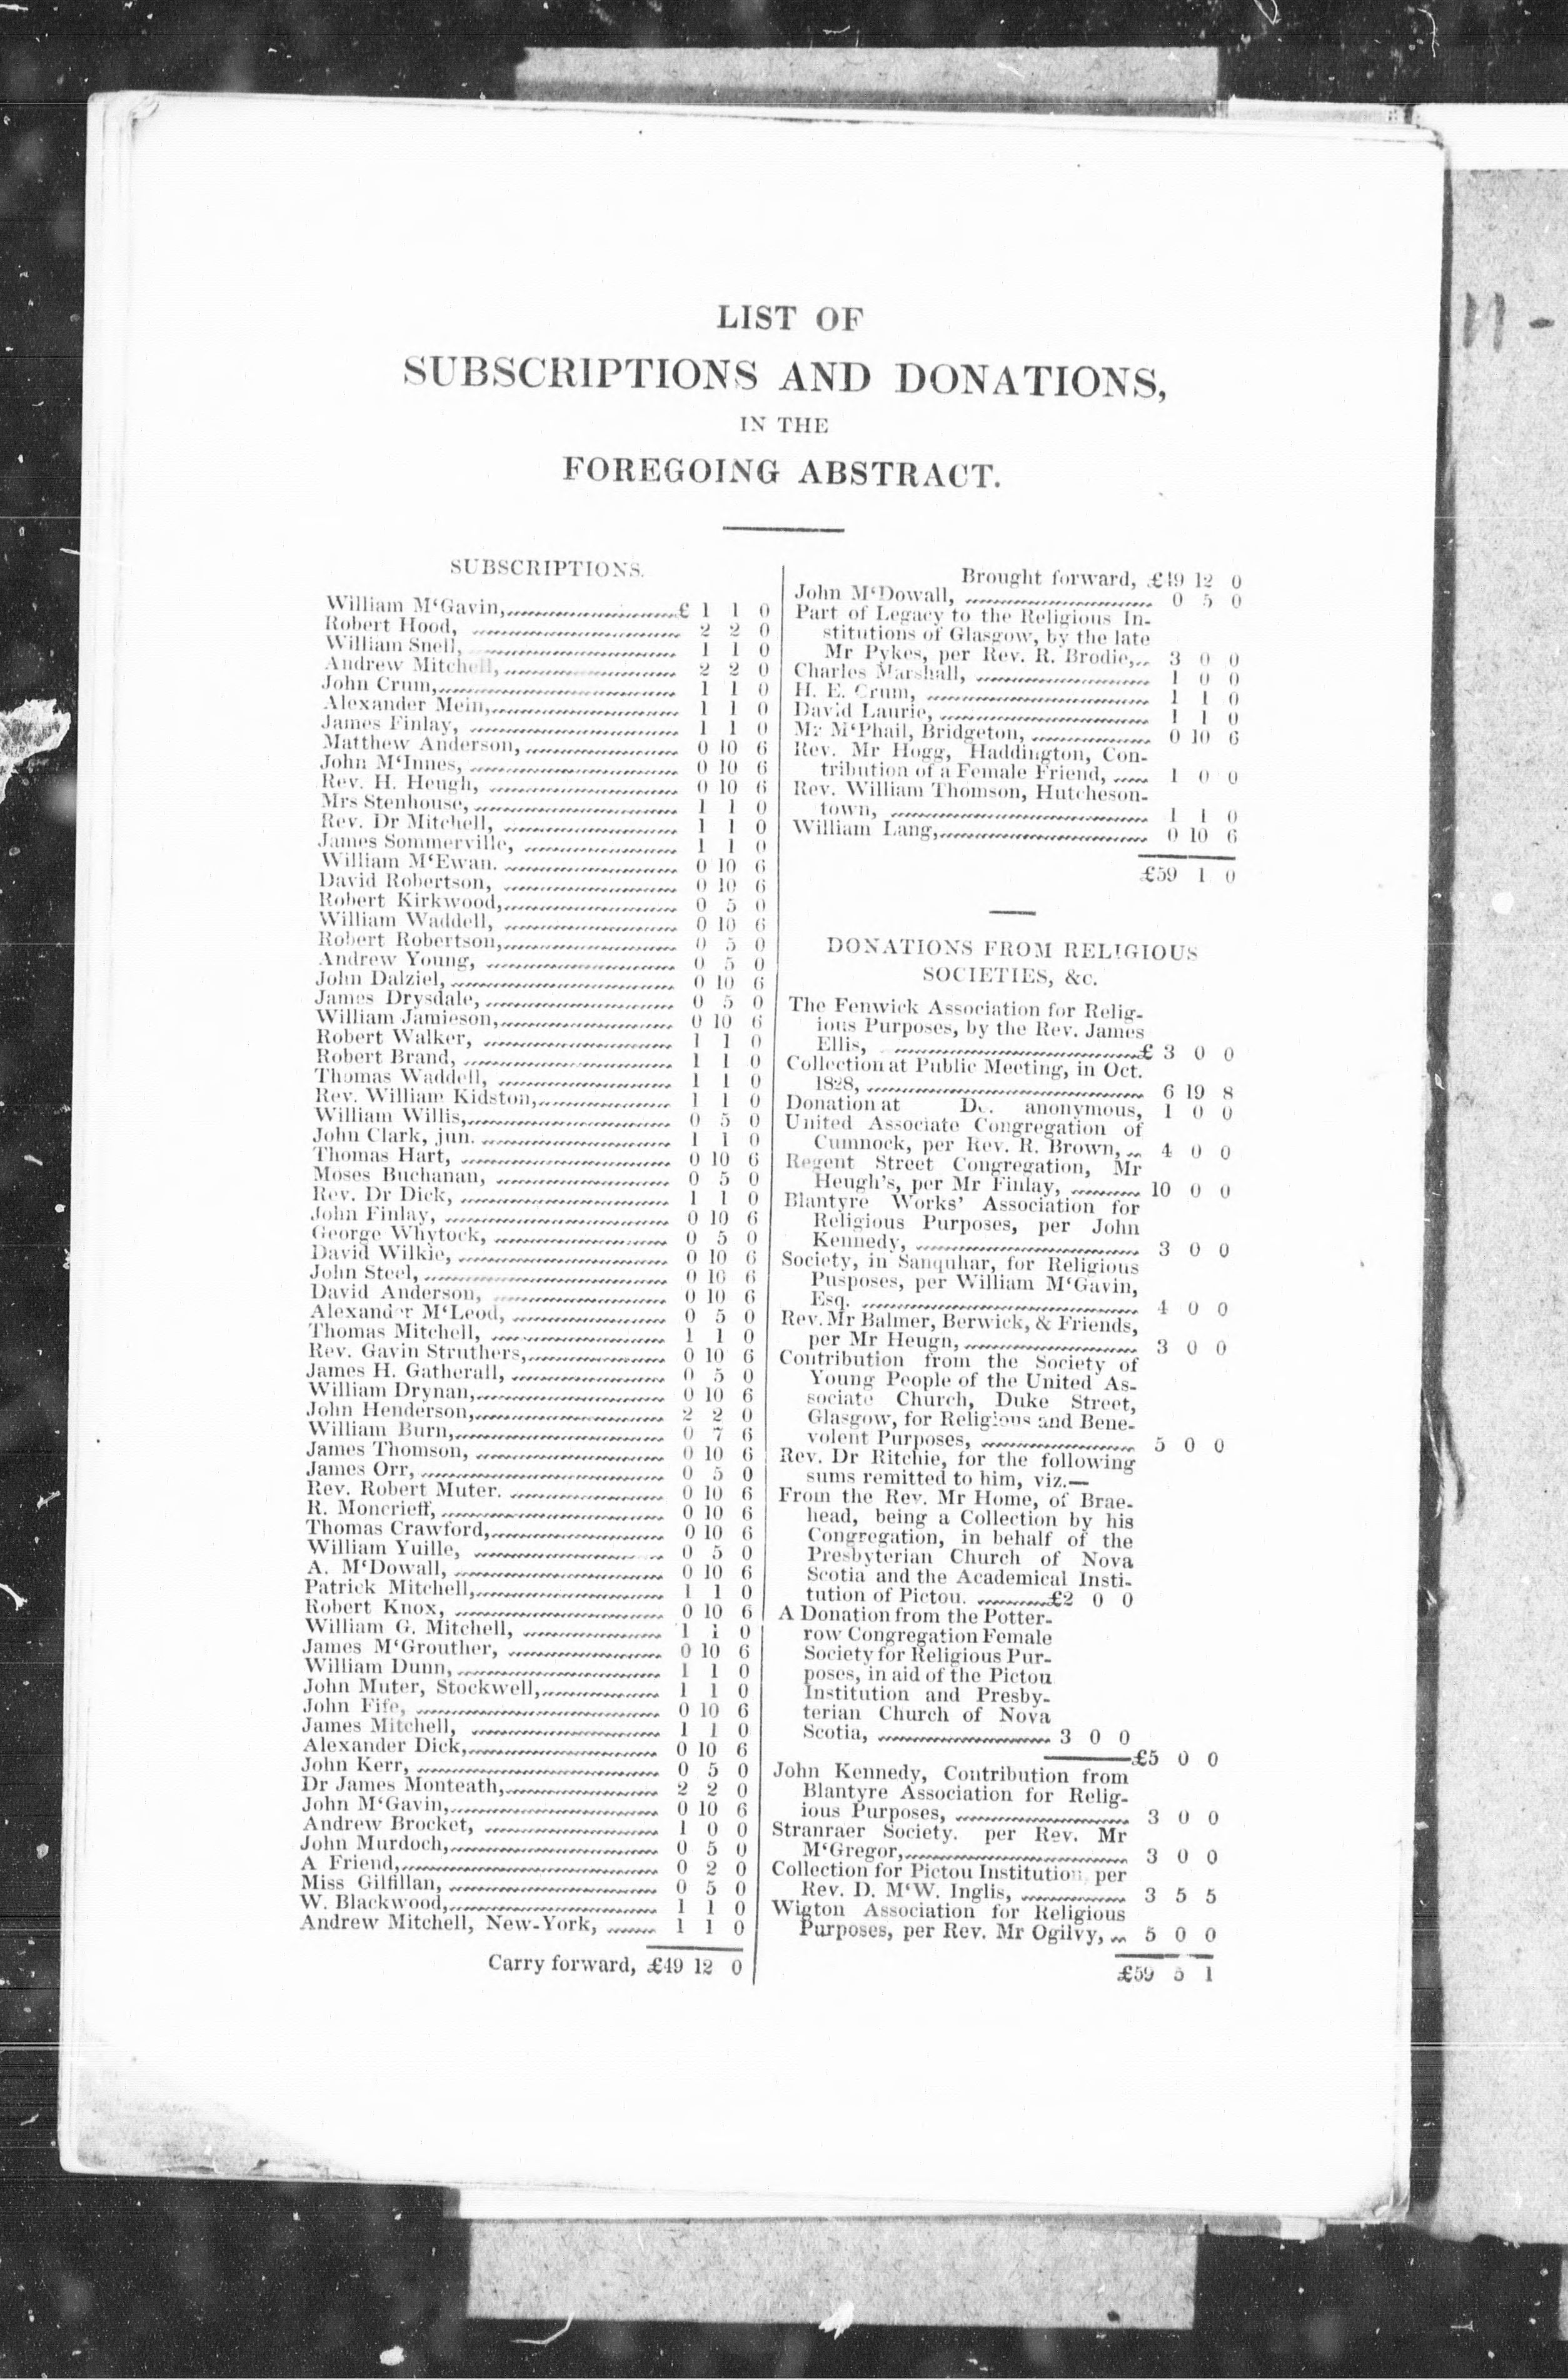 LIST OF
SUBSCRIPTIONS AND DONATIONS,
IN THE
FOREGOING ABSTRACT.
SUBSCRIPTIONS.
William M‘Gavin, £ 1 1 0
Robert Hood, 2 2 0
William Snell, 1 1 0
Andrew Mitchell, 2 2 0
John Crum, 1 1 0
Alexander Mein, 1 1 0
James Finlay, 1 1 0
Matthew Anderson, 0 10 6
John M‘Innes, 0 10 6
Rev. H. Heugh, 0 10 6
Mrs Stenhouse, 1 1 0
Rev. Dr Mitchell, 1 1 0
James Sommerville, 1 1 0
William M‘Ewan. 0 10 6
David Robertson, 0 10 6
Robert Kirkwood, 0 5 0
William Waddell, 0 10 6
Robert Robertson, 0 5 0
Andrew Young, 0 5 0
John Dalziel, 0 10 6
James Drysdale, 0 5 0
William Jamieson, 0 10 6
Robert Walker, 1 1 0
Robert Brand, 1 1 0
Thomas Waddell, 1 1 0
Rev. William Kidston, 1 1 0
William Willis, 0 5 0
John Clark, jun. 1 1 0
Thomas Hart, 0 10 6
Moses Buchanan, 0 5 0
Rev. Dr Dick, 1 1 0
John Finlay, 0 10 6
George Whytock, 0 5 0
David Wilkie, 0 10 6
John Steel, 0 10 6
David Anderson, 0 10 6
Alexander M‘Leod, 0 5 0
Thomas Mitchell, 1 1 0
Rev. Gavin Struthers, 0 10 6
James H. Gatherall, 0 5 0
William Drynan, 0 10 6
John Henderson, 2 2 0
William Burn, 0 7 6
James Thomson, 0 10 6
James Orr, 0 5 0
Rev. Robert Muter. 0 10 6
R. Moncrieff, 0 10 6
Thomas Crawford, 0 10 6
William Yuille, 0 5 0
A. M‘Dowall, 0 10 6
Patrick Mitchell, 1 1 0
Robert Knox, 0 10 6
William G. Mitchell, 1 1 0
James M‘Grouther, 0 10 6
William Dunn, 1 1 0
John Muter, Stockwell, 1 1 0
John Fife, 0 10 6
James Mitchell, 1 1 0
Alexander Dick, 0 10 6
John Kerr, 0 5 0
Dr James Monteath, 2 2 0
John M‘Gavin, 0 10 6
Andrew Brocket, 1 0 0
John Murdoch, 0 5 0
A Friend, 0 2 0
Miss Gilfillan, 0 5 0
W. Blackwood, 1 1 0
Andrew Mitchell, New-York, 1 1 0
Carry forward, £49 12 0
Brought forward, £49 12 0
John M‘Dowall, 0 5 0
Part of Legacy to the Religious In-
stitutions of Glasgow, by the late
Mr Pykes, per Rev. R. Brodie, 3 0 0
Charles Marshall, 1 0 0
H. E. Crum, 1 1 0
David Laurie, 1 1 0
Mr M‘Phail, Bridgeton, 0 10 6
Rev. Mr Hogg, Haddington, Con-
tribution of a Female Friend, 1 0 0
Rev. William Thomson, Hutcheson-
town, 1 1 0
William Lang, 0 10 6
£59 1 0
DONATIONS FROM RELIGIOUS
SOCIETIES, &c.
The Fenwick Association for Relig-
ious Purposes, by the Rev. James
Ellis, £ 3 0 0
Collection at Public Meeting, in Oct.
1828, 6 19 8
Donation at Do. anonymous, 1 0 0
United Associate Congregation of
Cumnock, per Rev. R. Brown, 4 0 0
Regent Street Congregation, Mr
Heugh's, per Mr Finlay, 10 0 0
Blantyre Works' Association for
Religious Purposes, per John
Kennedy, 3 0 0
Society, in Sanquhar, for Religious
Pusposes, per William M‘Gavin,
Esq. 4 0 0
Rev. Mr Balmer, Berwick, & Friends,
per Mr Heugn, 3 0 0
Contribution from the Society of
Young People of the United As-
sociate Church, Duke Street,
Glasgow, for Religious and Bene-
volent Purposes, 5 0 0
Rev. Dr Ritchie, for the following
sums remitted to him, viz.—
From the Rev. Mr Home, of Brae-
head, being a Collection by his
Congregation, in behalf of the
Presbyterian Church of Nova
Scotia and the Academical Insti-
tution of Pictou. £2 0 0
A Donation from the Potter-
row Congregation Female
Society for Religious Pur-
poses, in aid of the Pictou
Institution and Presby-
terian Church of Nova
Scotia, 3 0 0
£5 0 0
John Kennedy, Contribution from
Blantyre Association for Relig-
ious Purposes, 3 0 0
Stranraer Society. per Rev. Mr
M‘Gregor, 3 0 0
Collection for Pictou Institution, per
Rev. D. M‘W. Inglis, 3 5 5
Wigton Association for Religious
Purposes, per Rev. Mr Ogilvy, 5 0 0
£59 5 1